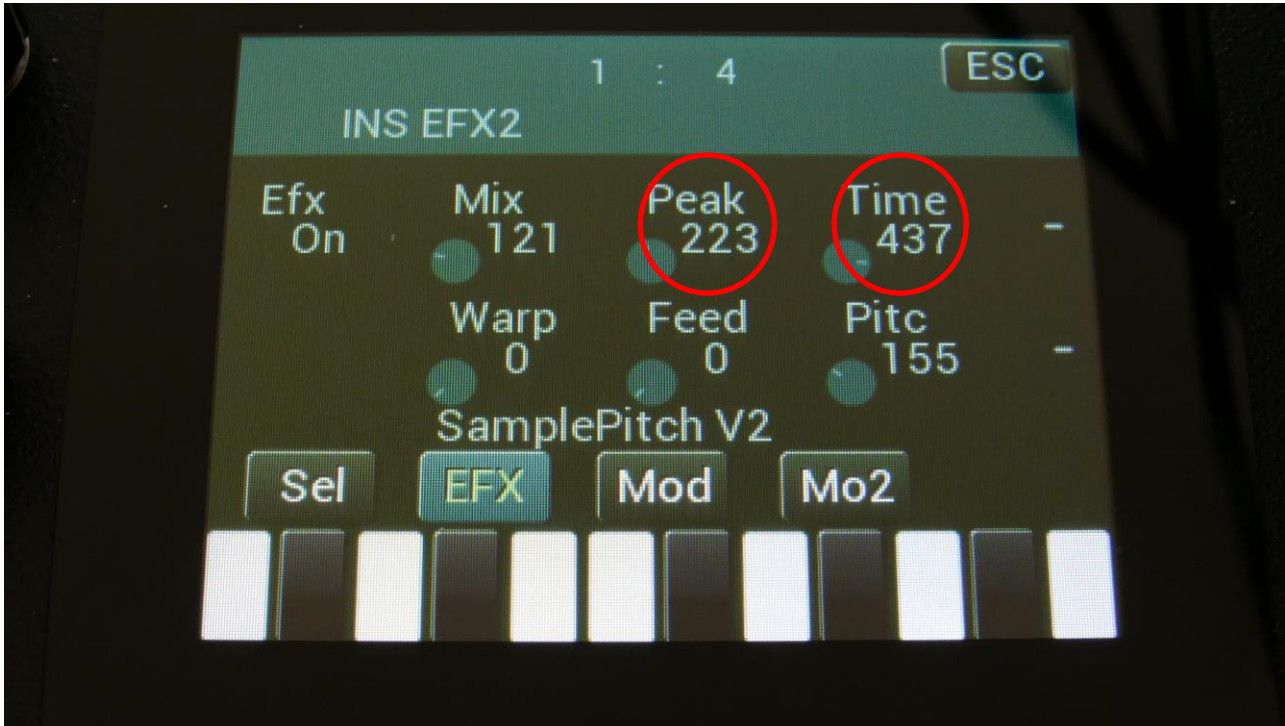 1 : 4 ESC
INS EFX2
Efx Mix Peak Time
On 121 223 437 -
Warp Feed Pitc
0 0 155 -
SamplePitch V2
Sel EFX Mod Mo2